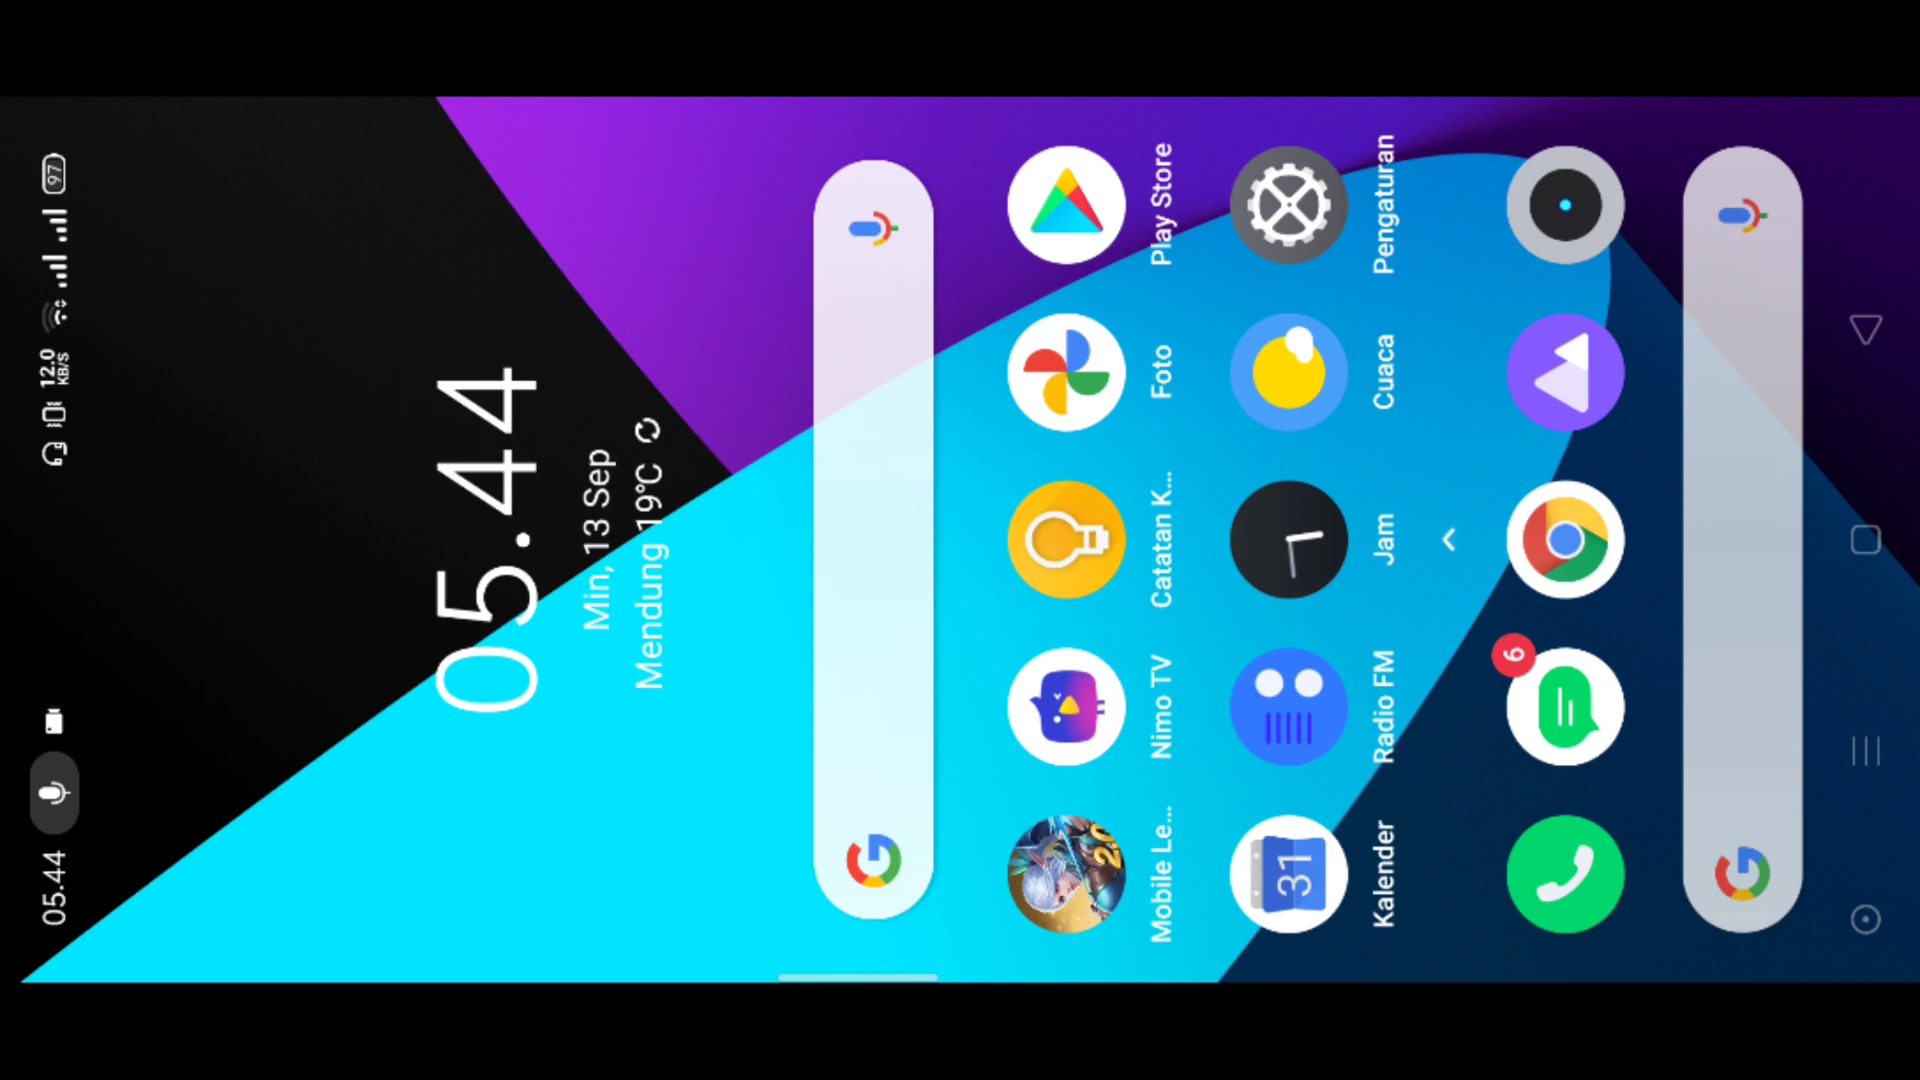 05.44
12.0
KB/S
97
05.44
Min, 13 Sep
Mendung 19°C
Mobile Le...
Nimo TV
Catatan K...
Foto
Play Store
31
Kalender
Radio FM
Jam
Cuaca
Pengaturan
6